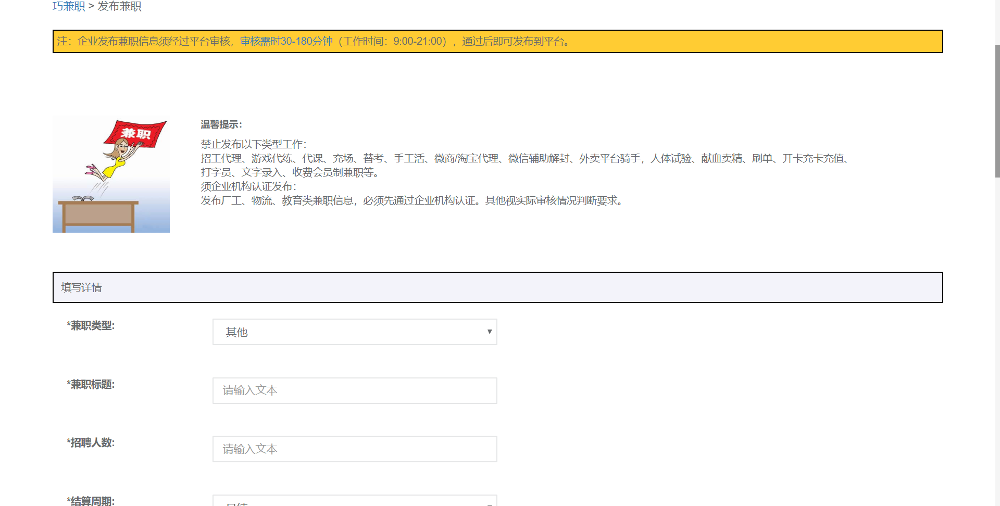 巧兼职 > 发布兼职
注：企业发布兼职信息须经过平台审核，审核需时30-180分钟（工作时间：9:00-21:00），通过后即可发布到平台。
兼职
温馨提示：
禁止发布以下类型工作：
招工代理、游戏代练、代课、充场、替考、手工活、微商/淘宝代理、微信辅助解封、外卖平台骑手，人体试验、献血卖精、刷单、开卡充卡充值、
打字员、文字录入、收费会员制兼职等。
须企业机构认证发布：
发布厂工、物流、教育类兼职信息，必须先通过企业机构认证。其他视实际审核情况判断要求。
填写详情
*兼职类型: 其他
*兼职标题: 请输入文本
*招聘人数: 请输入文本
*结算周期: